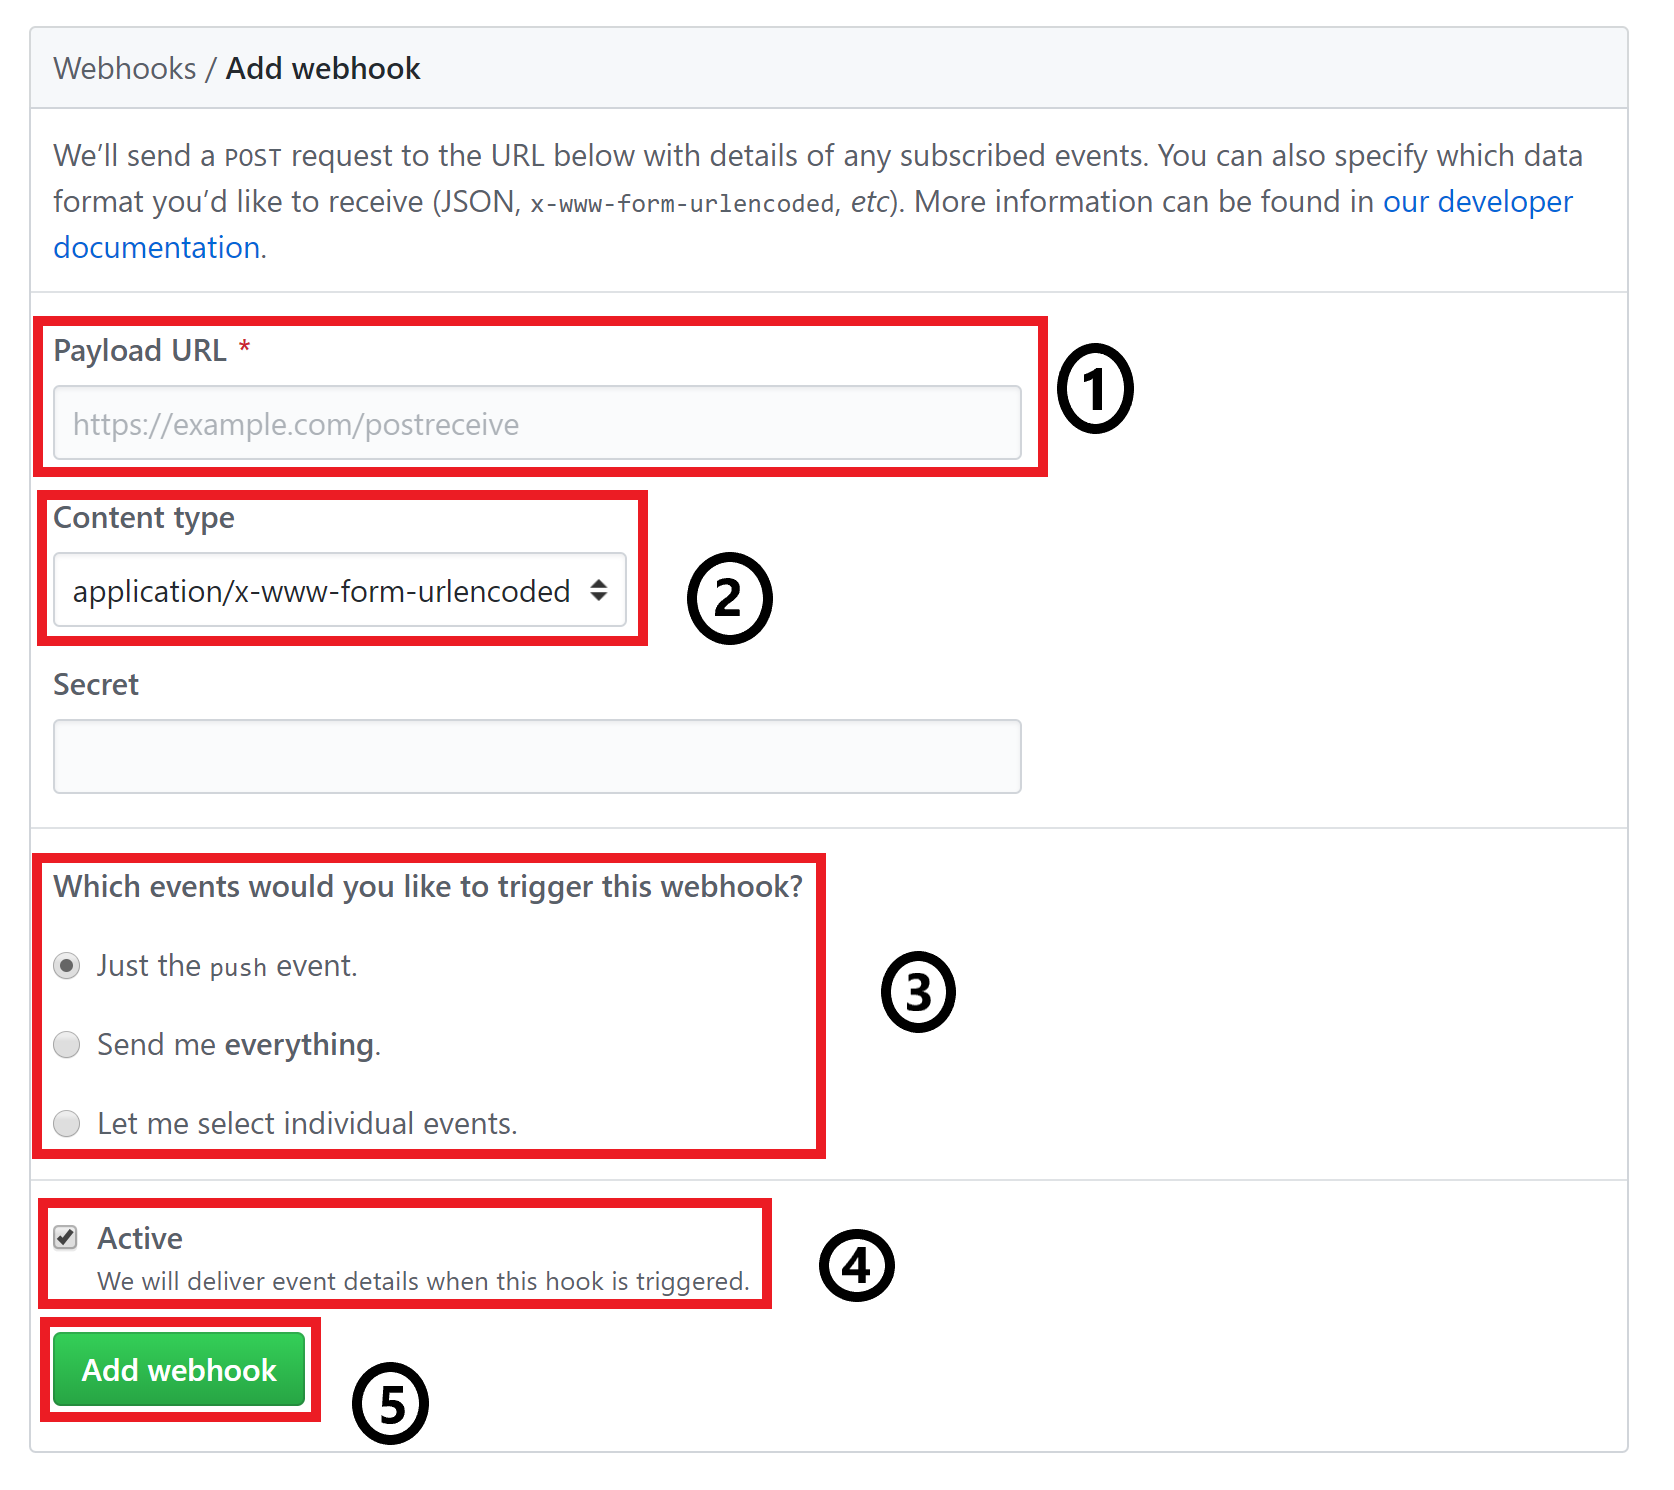 Webhooks / Add webhook
We’ll send a POST request to the URL below with details of any subscribed events. You can also specify which data
format you’d like to receive (JSON, x-www-form-urlencoded, etc). More information can be found in our developer
documentation.
Payload URL *
https://example.com/postreceive
1
Content type
application/x-www-form-urlencoded
2
Secret
Which events would you like to trigger this webhook?
Just the push event.
3
Send me everything.
Let me select individual events.
Active
We will deliver event details when this hook is triggered.
4
Add webhook
5